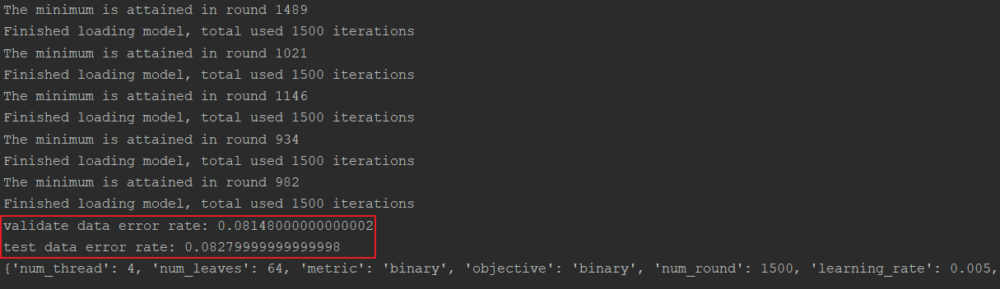 The minimum is attained in round 1489
Finished loading model, total used 1500 iterations
The minimum is attained in round 1021
Finished loading model, total used 1500 iterations
The minimum is attained in round 1146
Finished loading model, total used 1500 iterations
The minimum is attained in round 934
Finished loading model, total used 1500 iterations
The minimum is attained in round 982
Finished loading model, total used 1500 iterations
validate data error rate: 0.08148000000000002
test data error rate: 0.08279999999999998
{'num_thread': 4, 'num_leaves': 64, 'metric': 'binary', 'objective': 'binary', 'num_round': 1500, 'learning_rate': 0.005,